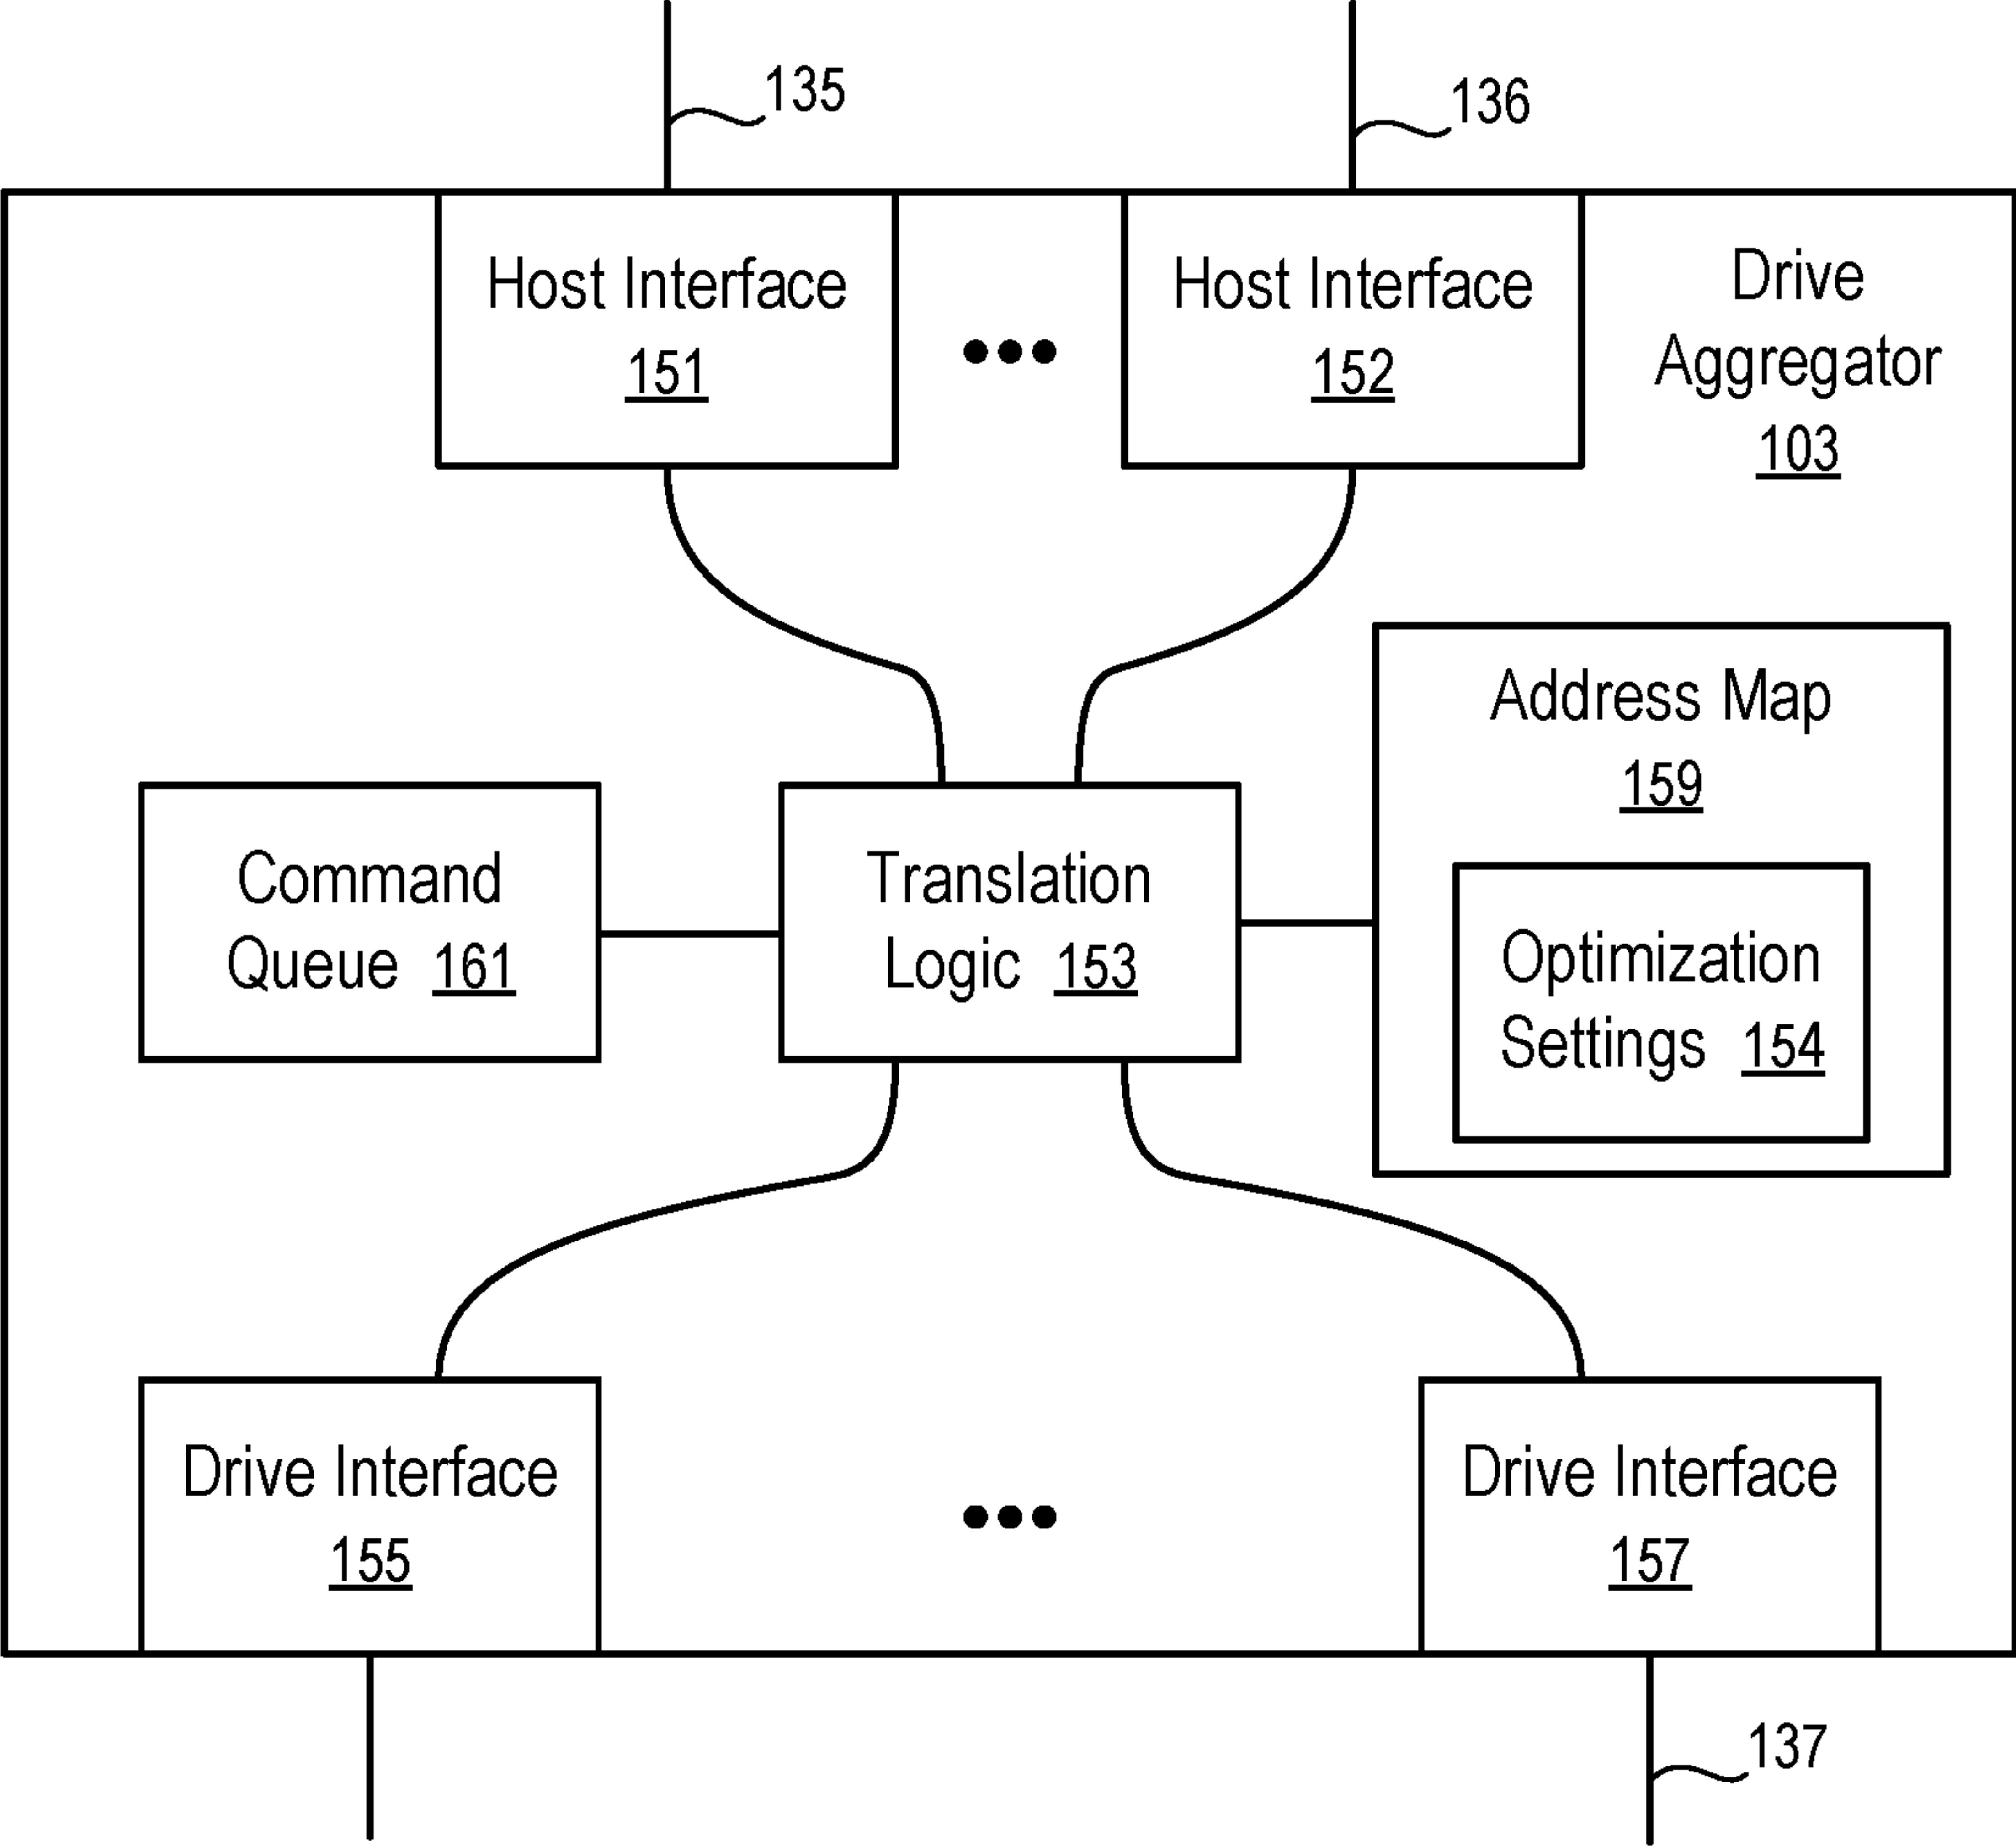 135
136
Host Interface
151
Host Interface
152
Drive
Aggregator
103
Address Map
159
Command
Queue 161
Translation
Logic 153
Optimization
Settings 154
Drive Interface
155
Drive Interface
157
137